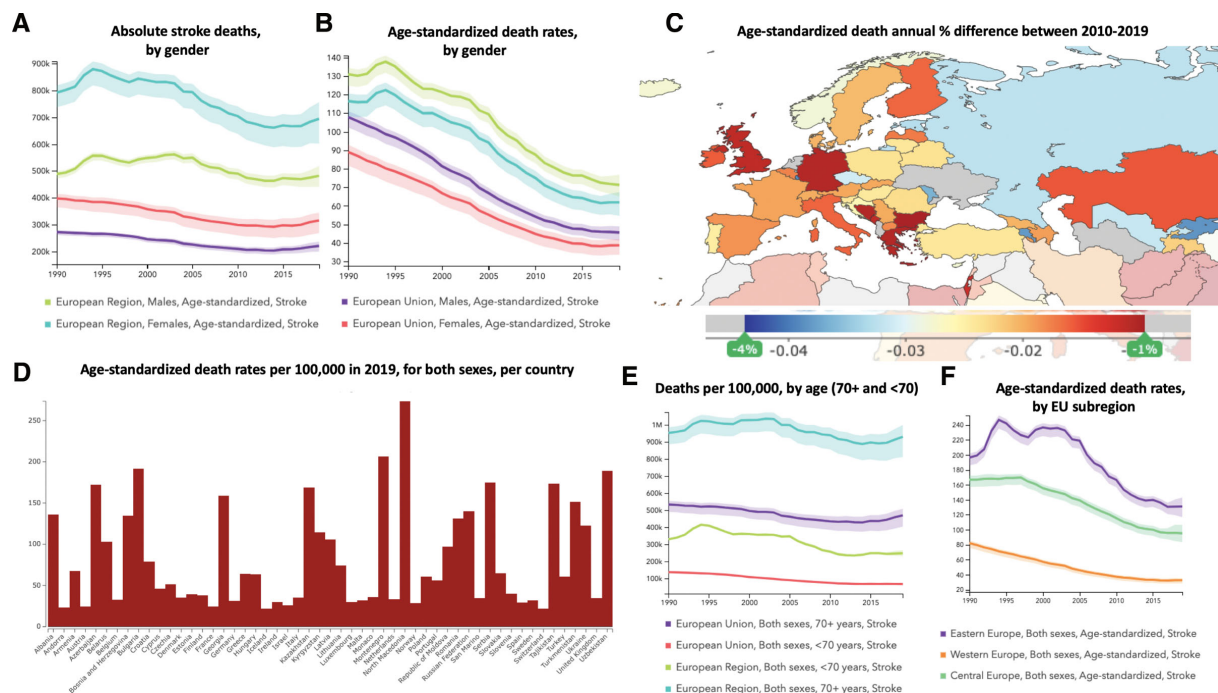 A
Absolute stroke deaths,
by gender
900k
800k
700k
600k
500k
400k
300k
200k
1990
1995
2000
2005
2010
2015
B
Age-standardized death rates,
by gender
140
130
120
110
100
90
80
70
60
50
40
30
1990
1995
2000
2005
2010
2015
European Region, Males, Age-standardized, Stroke
European Region, Females, Age-standardized, Stroke
European Union, Males, Age-standardized, Stroke
European Union, Females, Age-standardized, Stroke
C
Age-standardized death annual % difference between 2010-2019
-4%
-0.04
-0.03
-0.02
-1%
D
Age-standardized death rates per 100,000 in 2019, for both sexes, per country
250
200
150
100
50
0
Albania
Andorra
Armenia
Austria
Azerbaijan
Belarus
Belgium
Bosnia and Herzegovina
Bulgaria
Croatia
Cyprus
Czechia
Denmark
Estonia
Finland
France
Georgia
Germany
Greece
Hungary
Iceland
Ireland
Israel
Italy
Kazakhstan
Kyrgyzstan
Latvia
Lithuania
Luxembourg
Malta
Monaco
Montenegro
North Macedonia
Norway
Poland
Portugal
Republic of Moldova
Romania
Russian Federation
San Marino
Serbia
Slovakia
Slovenia
Spain
Sweden
Switzerland
Tajikistan
Turkey
Turkmenistan
Ukraine
United Kingdom
Uzbekistan
E
Deaths per 100,000, by age (70+ and <70)
1M
900k
800k
700k
600k
500k
400k
300k
200k
100k
1990
1995
2000
2005
2010
2015
European Union, Both sexes, 70+ years, Stroke
European Union, Both sexes, <70 years, Stroke
European Region, Both sexes, <70 years, Stroke
European Region, Both sexes, 70+ years, Stroke
F
Age-standardized death rates,
by EU subregion
240
220
200
180
160
140
120
100
80
60
40
20
1990
1995
2000
2005
2010
2015
Eastern Europe, Both sexes, Age-standardized, Stroke
Western Europe, Both sexes, Age-standardized, Stroke
Central Europe, Both sexes, Age-standardized, Stroke